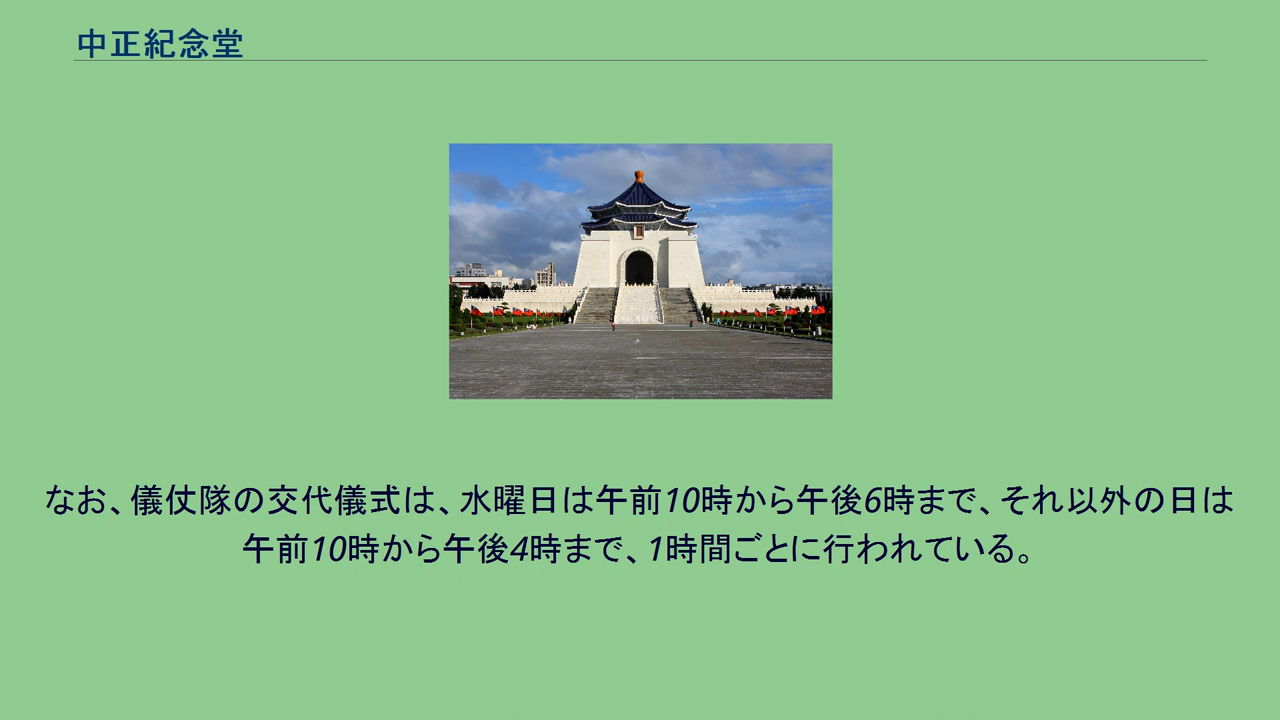 中正紀念堂
なお、儀仗隊の交代儀式は、水曜日は午前10時から午後6時まで、それ以外の日は
午前10時から午後4時まで、1時間ごとに行われている。